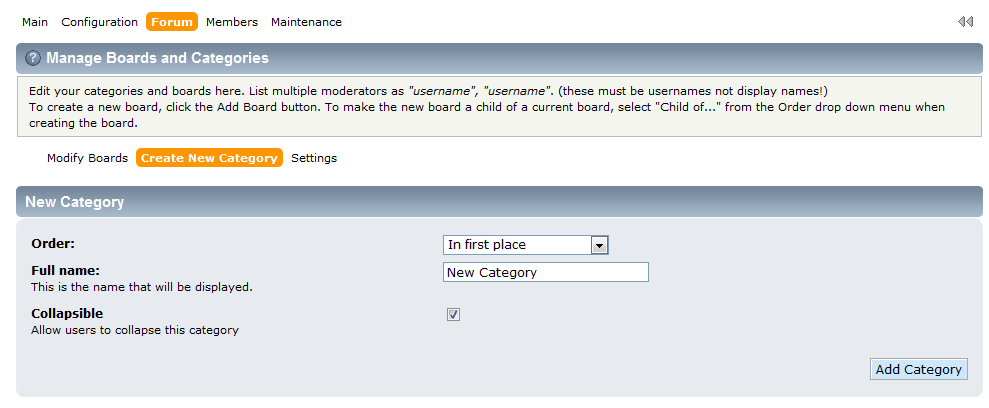 Main Configuration Forum Members Maintenance
? Manage Boards and Categories
Edit your categories and boards here. List multiple moderators as "username", "username". (these must be usernames not display names!)
To create a new board, click the Add Board button. To make the new board a child of a current board, select "Child of..." from the Order drop down menu when
creating the board.
Modify Boards Create New Category Settings
New Category
Order: In first place
Full name: New Category
This is the name that will be displayed.
Collapsible
Allow users to collapse this category
Add Category